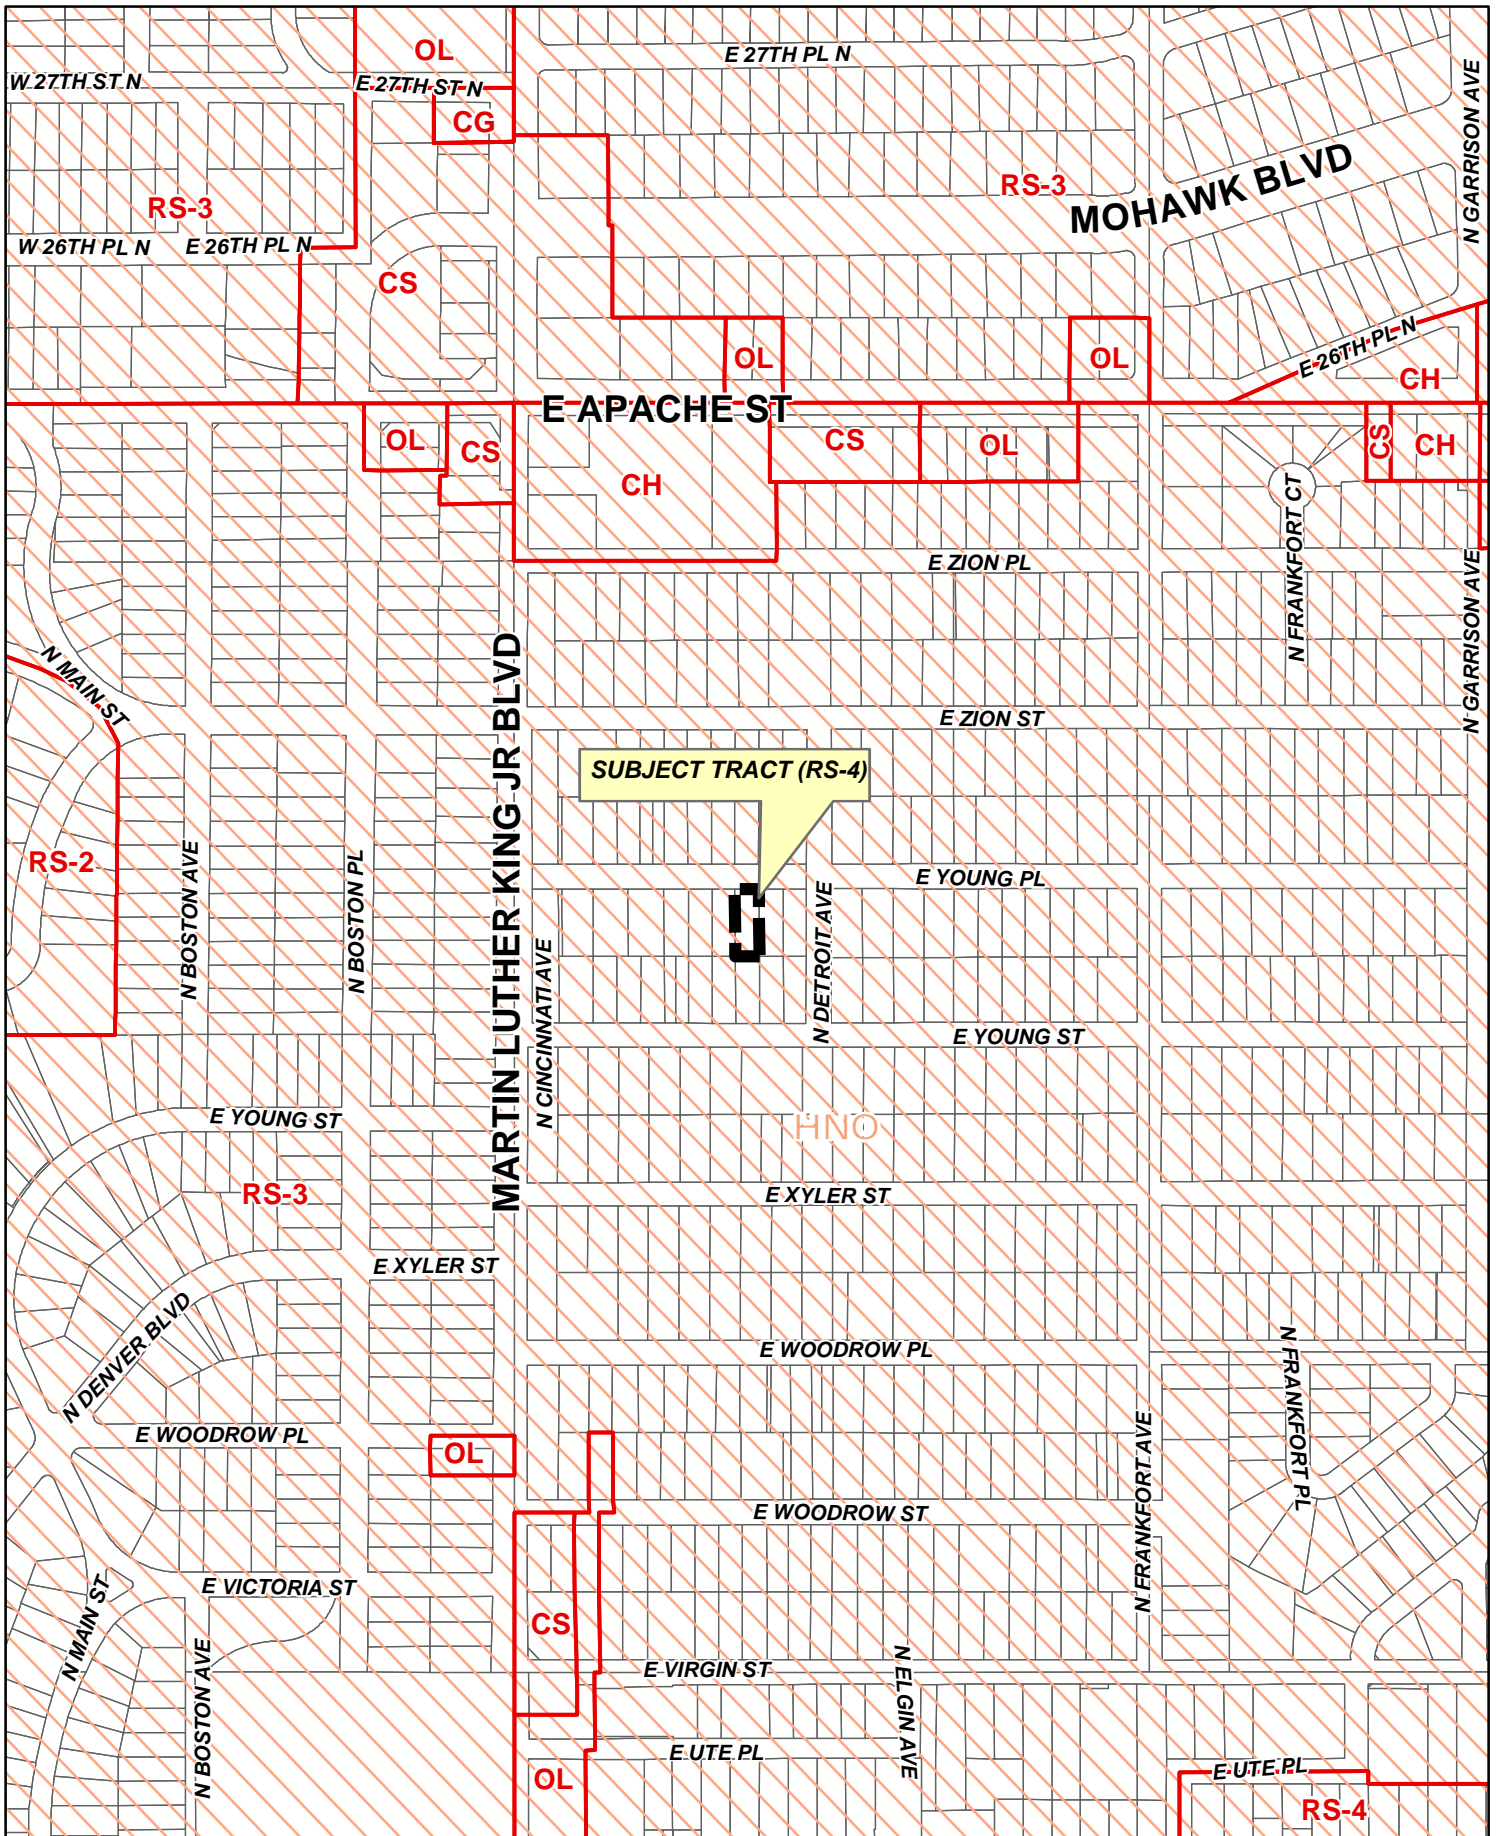 OL
E 27TH PL N
W 27TH ST N
E 27TH ST N
N GARRISON AVE
CG
RS-3
RS-3
MOHAWK BLVD
W 26TH PL N
E 26TH PL N
CS
OL
OL
E 26TH PL N
CH
E APACHE ST
OL
CS
CH
CS
OL
CS
CH
N FRANKFORT CT
E ZION PL
N GARRISON AVE
N MAIN ST
MARTIN LUTHER KING JR BLVD
E ZION ST
SUBJECT TRACT (RS-4)
RS-2
N BOSTON AVE
N BOSTON PL
E YOUNG PL
N DETROIT AVE
N CINCINNATI AVE
E YOUNG ST
E YOUNG ST
HNO
RS-3
E XYLER ST
E XYLER ST
N DENVER BLVD
E WOODROW PL
N FRANKFORT PL
E WOODROW PL
OL
N FRANKFORT AVE
E WOODROW ST
E VICTORIA ST
N MAIN ST
CS
N BOSTON AVE
E VIRGIN ST
N ELGIN AVE
E UTE PL
E UTE PL
OL
RS-4